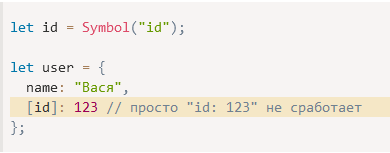 let id = Symbol("id");
let user = {
name: "Вася",
[id]: 123 // просто "id: 123" не сработает
};